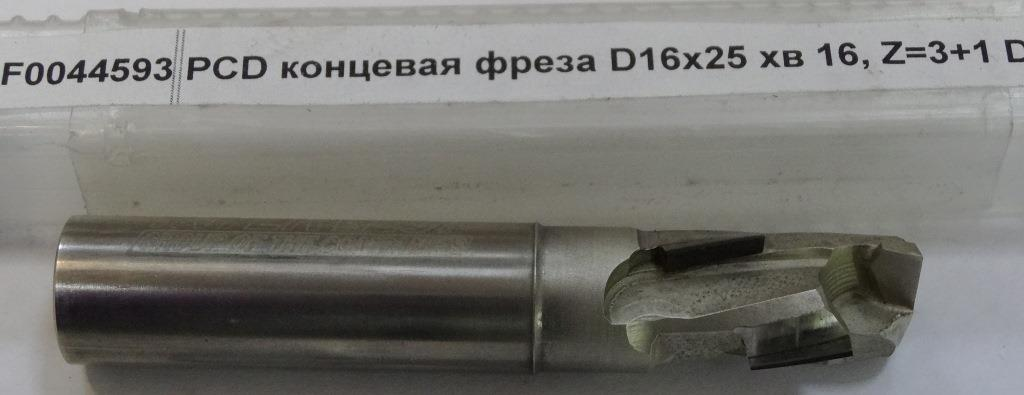 F0044593 PCD концевая фреза D16x25 хв 16, Z=3+1 D